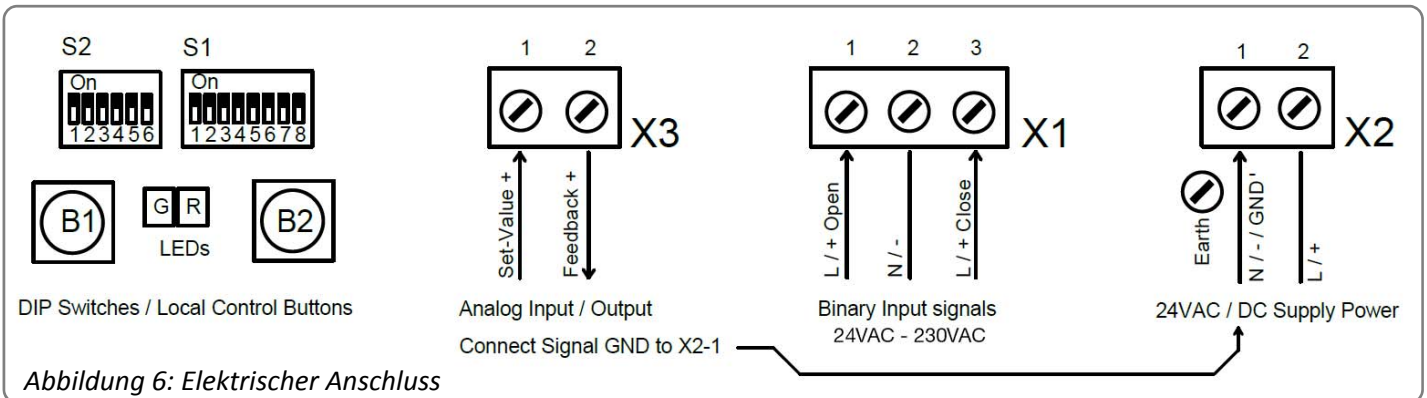 S2 S1
On On
123456 12345678
B1 G R B2
LEDs
DIP Switches / Local Control Buttons
1 2
X3
Set-Value +
Feedback +
Analog Input / Output
Connect Signal GND to X2-1
1 2 3
X1
L / + Open
N / -
L / + Close
Binary Input signals
24VAC - 230VAC
1 2
X2
Earth
N / - / GND'
L / +
24VAC / DC Supply Power
Abbildung 6: Elektrischer Anschluss